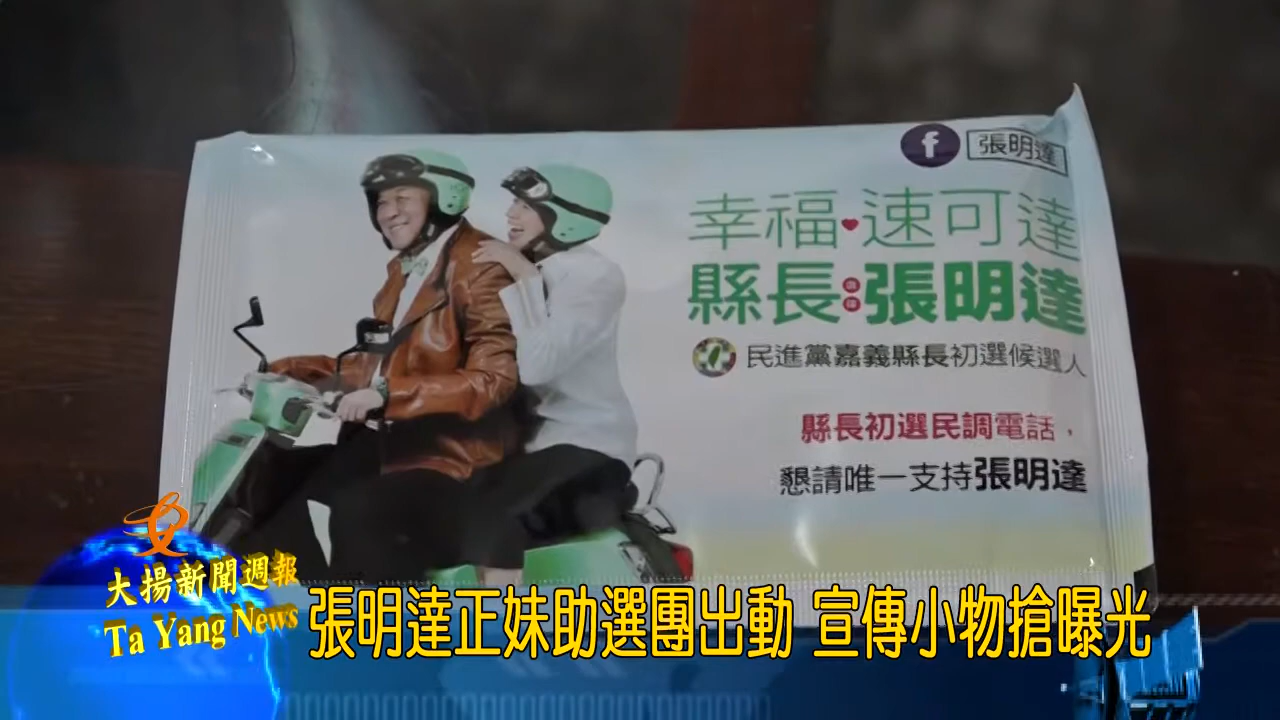 f 張明達
幸福 速可達
縣長 張明達
民進黨嘉義縣長初選候選人
縣長初選民調電話，
懇請唯一支持張明達
大揚新聞週報
Ta Yang News
張明達正妹助選團出動 宣傳小物搶曝光